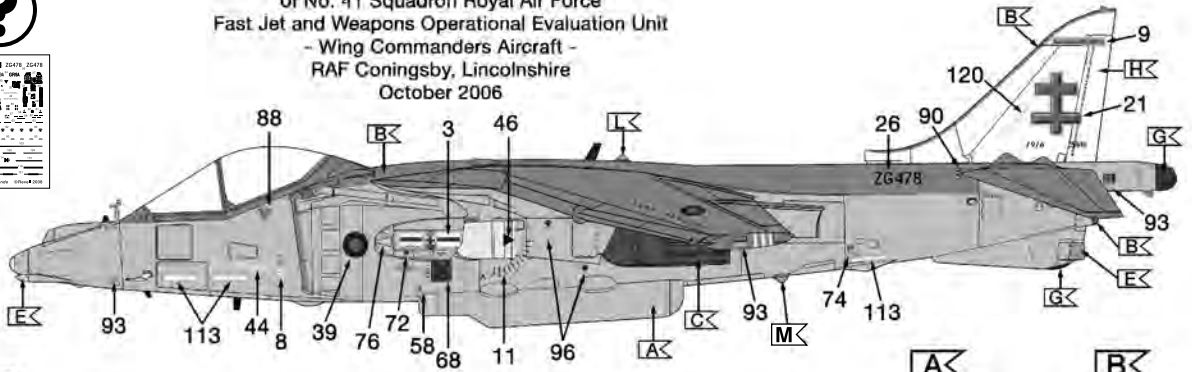 of No. 41 Squadron Royal Air Force
Fast Jet and Weapons Operational Evaluation Unit
- Wing Commanders Aircraft -
RAF Coningsby, Lincolnshire
October 2006
?
ZG478 ZG478
B
9
120
H
88
B
3
46
L
90
26
21
G
ZG478
93
B
E
E
93
113
44
8
39
76
72
58
68
11
96
A
C
93
M
74
113
G
A
B